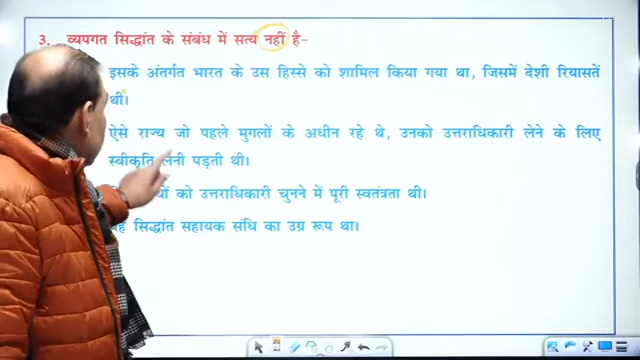 3. व्यपगत सिद्धांत के संबंध में सत्य नहीं है-
इसके अंतर्गत भारत के उस हिस्से को शामिल किया गया था, जिसमें देशी रियासतें
थीं।
ऐसे राज्य जो पहले मुगलों के अधीन रहे थे, उनको उत्तराधिकारी लेने के लिए
स्वीकृति लेनी पड़ती थी।
को उत्तराधिकारी चुनने में पूरी स्वतंत्रता थी।
सिद्धांत सहायक संधि का उग्र रूप था।